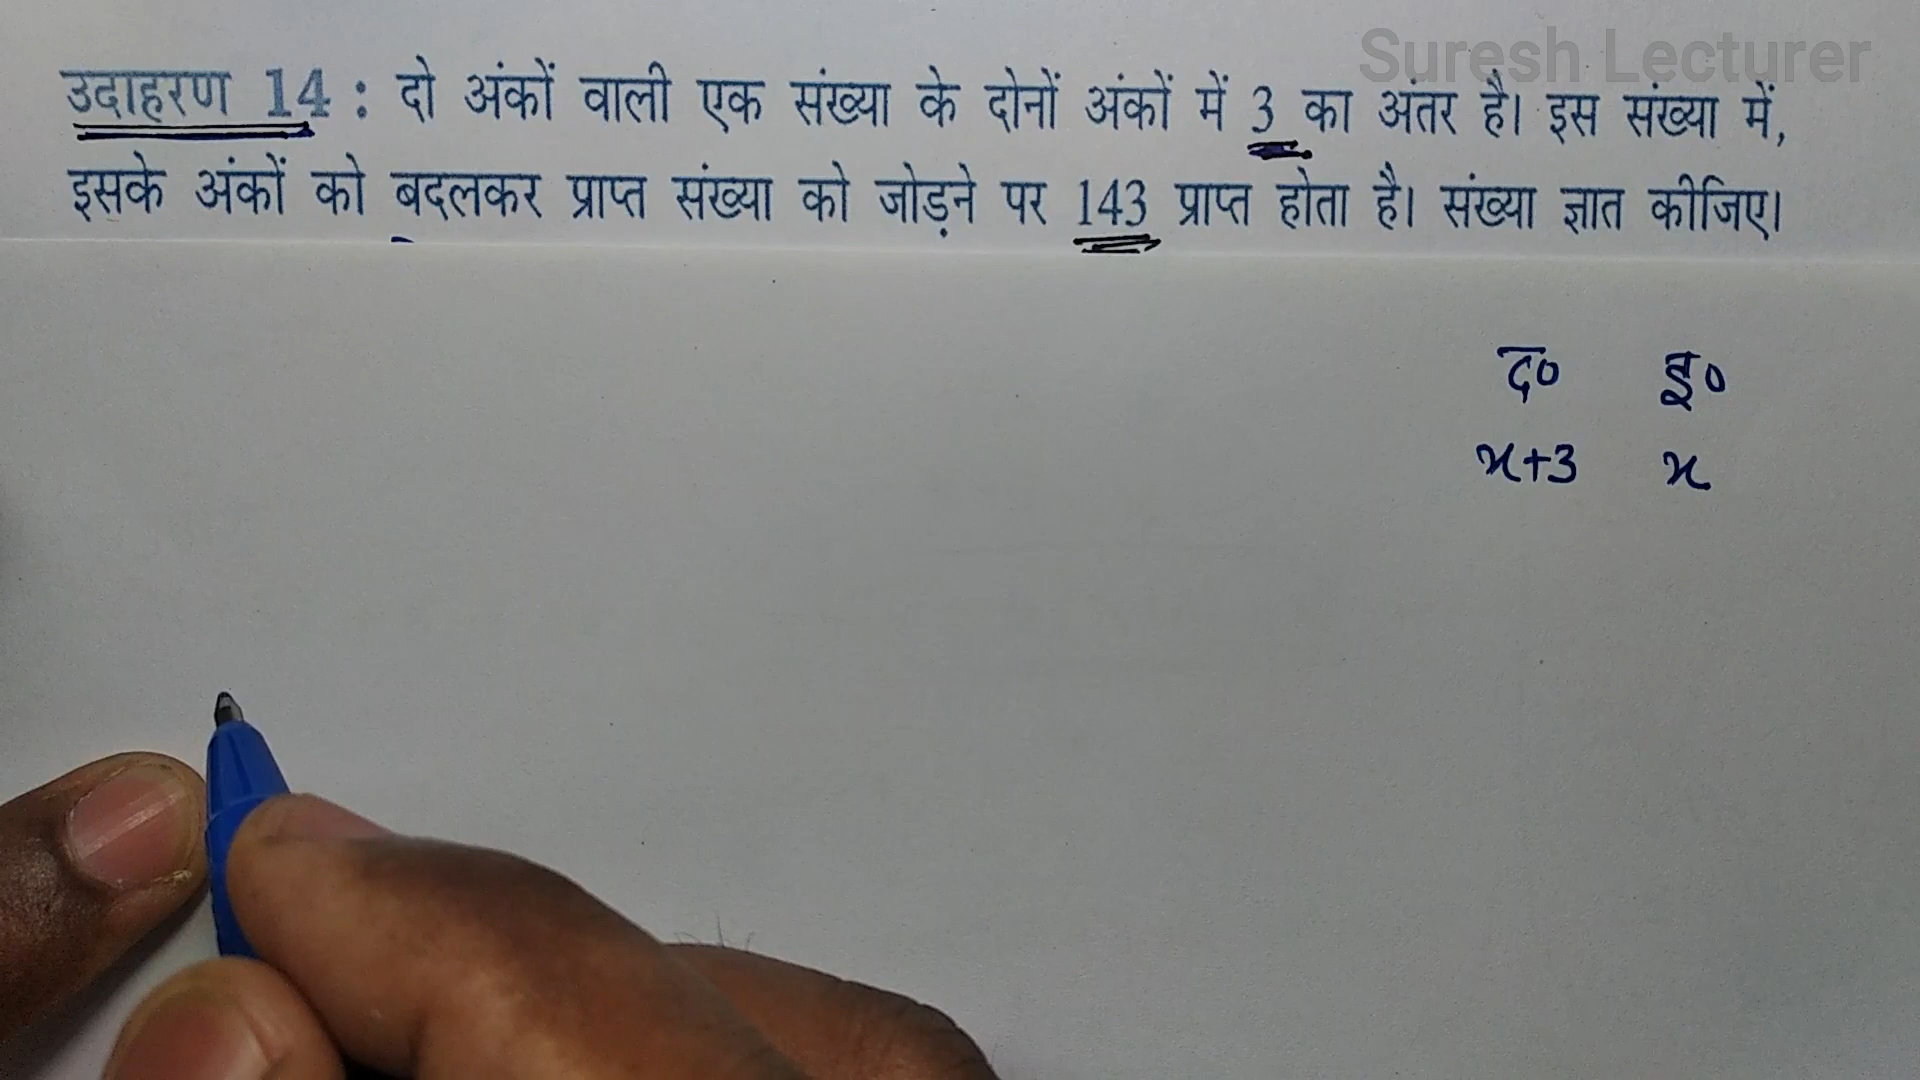 Suresh Lecturer
उदाहरण 14 : दो अंकों वाली एक संख्या के दोनों अंकों में 3 का अंतर है। इस संख्या में,
इसके अंकों को बदलकर प्राप्त संख्या को जोड़ने पर 143 प्राप्त होता है। संख्या ज्ञात कीजिए।
द० इ०
x+3 x